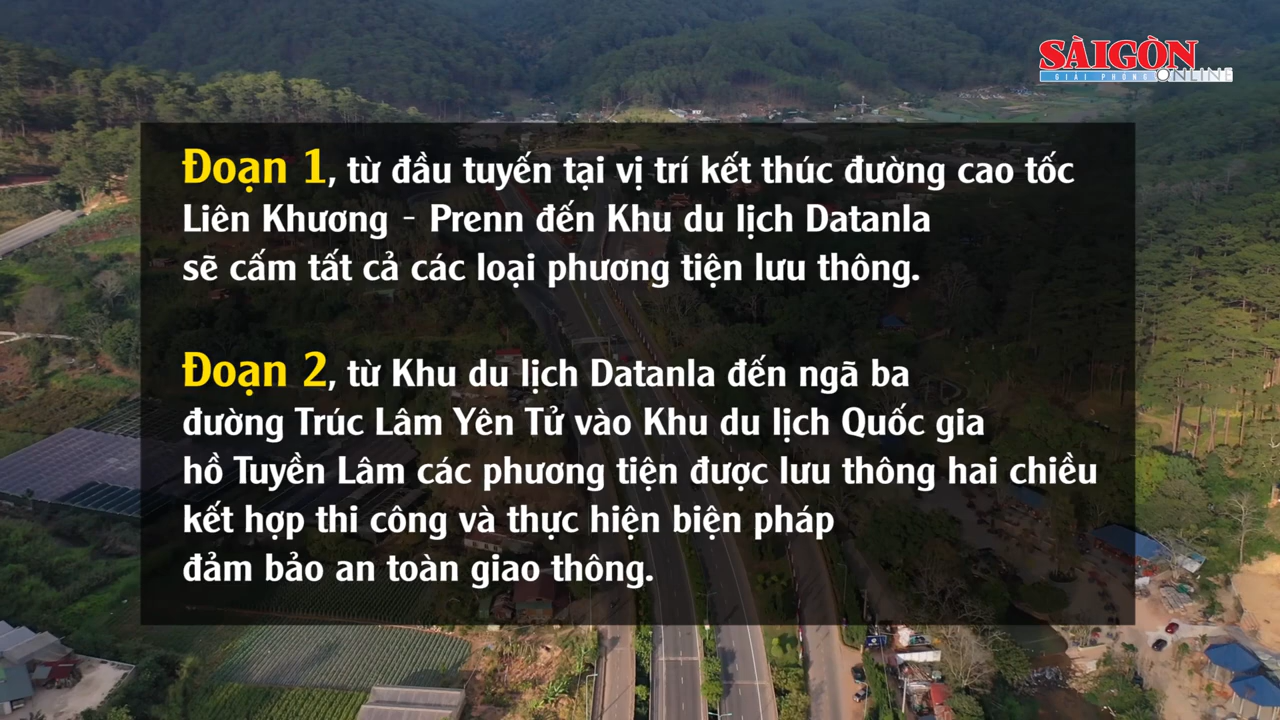 SÀIGÒN
GIẢI PHÓNG ONLINE
Đoạn 1, từ đầu tuyến tại vị trí kết thúc đường cao tốc
Liên Khương - Prenn đến Khu du lịch Datanla
sẽ cấm tất cả các loại phương tiện lưu thông.
Đoạn 2, từ Khu du lịch Datanla đến ngã ba
đường Trúc Lâm Yên Tử vào Khu du lịch Quốc gia
hồ Tuyền Lâm các phương tiện được lưu thông hai chiều
kết hợp thi công và thực hiện biện pháp
đảm bảo an toàn giao thông.